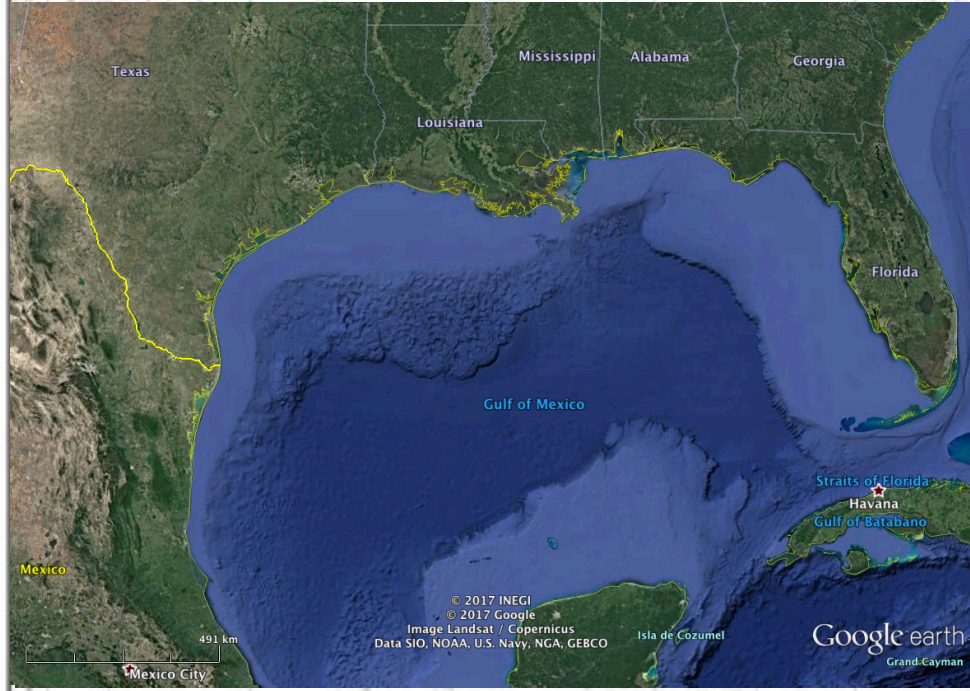 Texas
Mississippi
Alabama
Georgia
Louisiana
Florida
Gulf of Mexico
Straits of Florida
Havana
Gulf of Batabano
Mexico
© 2017 INEGI
© 2017 Google
Image Landsat / Copernicus
Data SIO, NOAA, U.S. Navy, NGA, GEBCO
491 km
Isla de Cozumel
Google earth
Grand Cayman
Mexico City